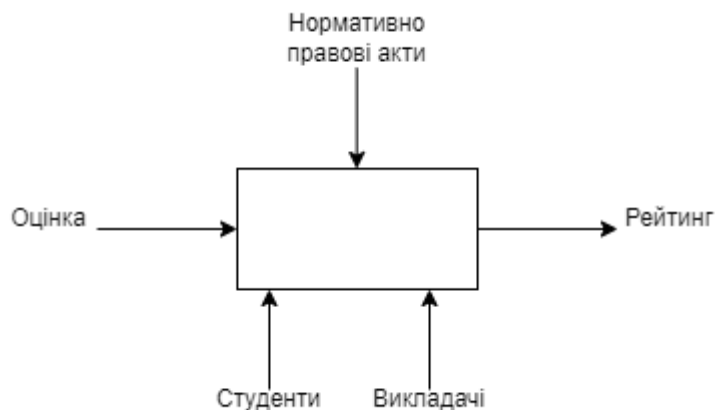 Нормативно
правові акти
Оцінка
Рейтинг
Студенти
Викладачі